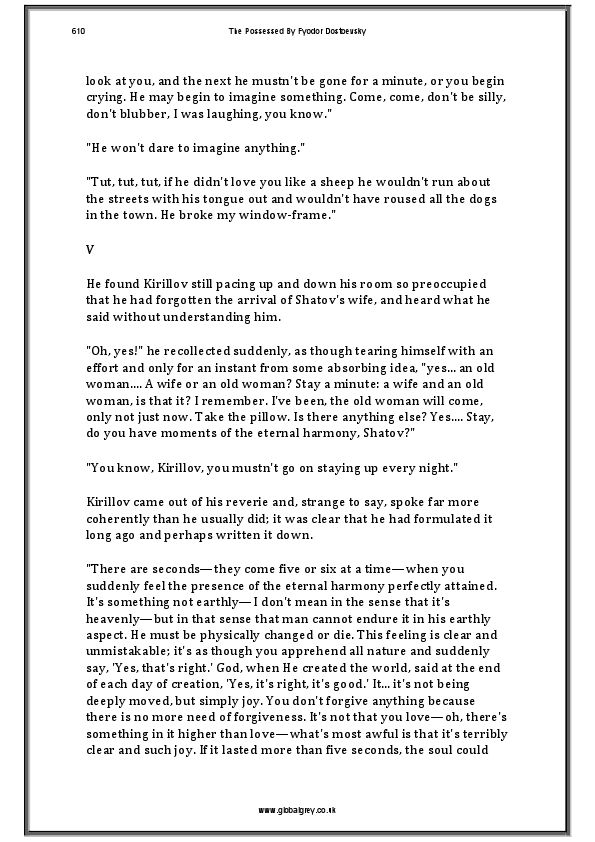 610
The Possessed By Fyodor Dostoevsky
look at you, and the next he mustn't be gone for a minute, or you begin
crying. He may begin to imagine something. Come, come, don't be silly,
don't blubber, I was laughing, you know."
"He won't dare to imagine anything."
"Tut, tut, tut, if he didn't love you like a sheep he wouldn't run about
the streets with his tongue out and wouldn't have roused all the dogs
in the town. He broke my window-frame."
V
He found Kirillov still pacing up and down his room so preoccupied
that he had forgotten the arrival of Shatov's wife, and heard what he
said without understanding him.
"Oh, yes!" he recollected suddenly, as though tearing himself with an
effort and only for an instant from some absorbing idea, "yes... an old
woman.... A wife or an old woman? Stay a minute: a wife and an old
woman, is that it? I remember. I've been, the old woman will come,
only not just now. Take the pillow. Is there anything else? Yes.... Stay,
do you have moments of the eternal harmony, Shatov?"
"You know, Kirillov, you mustn't go on staying up every night."
Kirillov came out of his reverie and, strange to say, spoke far more
coherently than he usually did; it was clear that he had formulated it
long ago and perhaps written it down.
"There are seconds—they come five or six at a time—when you
suddenly feel the presence of the eternal harmony perfectly attained.
It's something not earthly—I don't mean in the sense that it's
heavenly—but in that sense that man cannot endure it in his earthly
aspect. He must be physically changed or die. This feeling is clear and
unmistakable; it's as though you apprehend all nature and suddenly
say, 'Yes, that's right.' God, when He created the world, said at the end
of each day of creation, 'Yes, it's right, it's good.' It... it's not being
deeply moved, but simply joy. You don't forgive anything because
there is no more need of forgiveness. It's not that you love—oh, there's
something in it higher than love—what's most awful is that it's terribly
clear and such joy. If it lasted more than five seconds, the soul could
www.globalgrey.co.uk